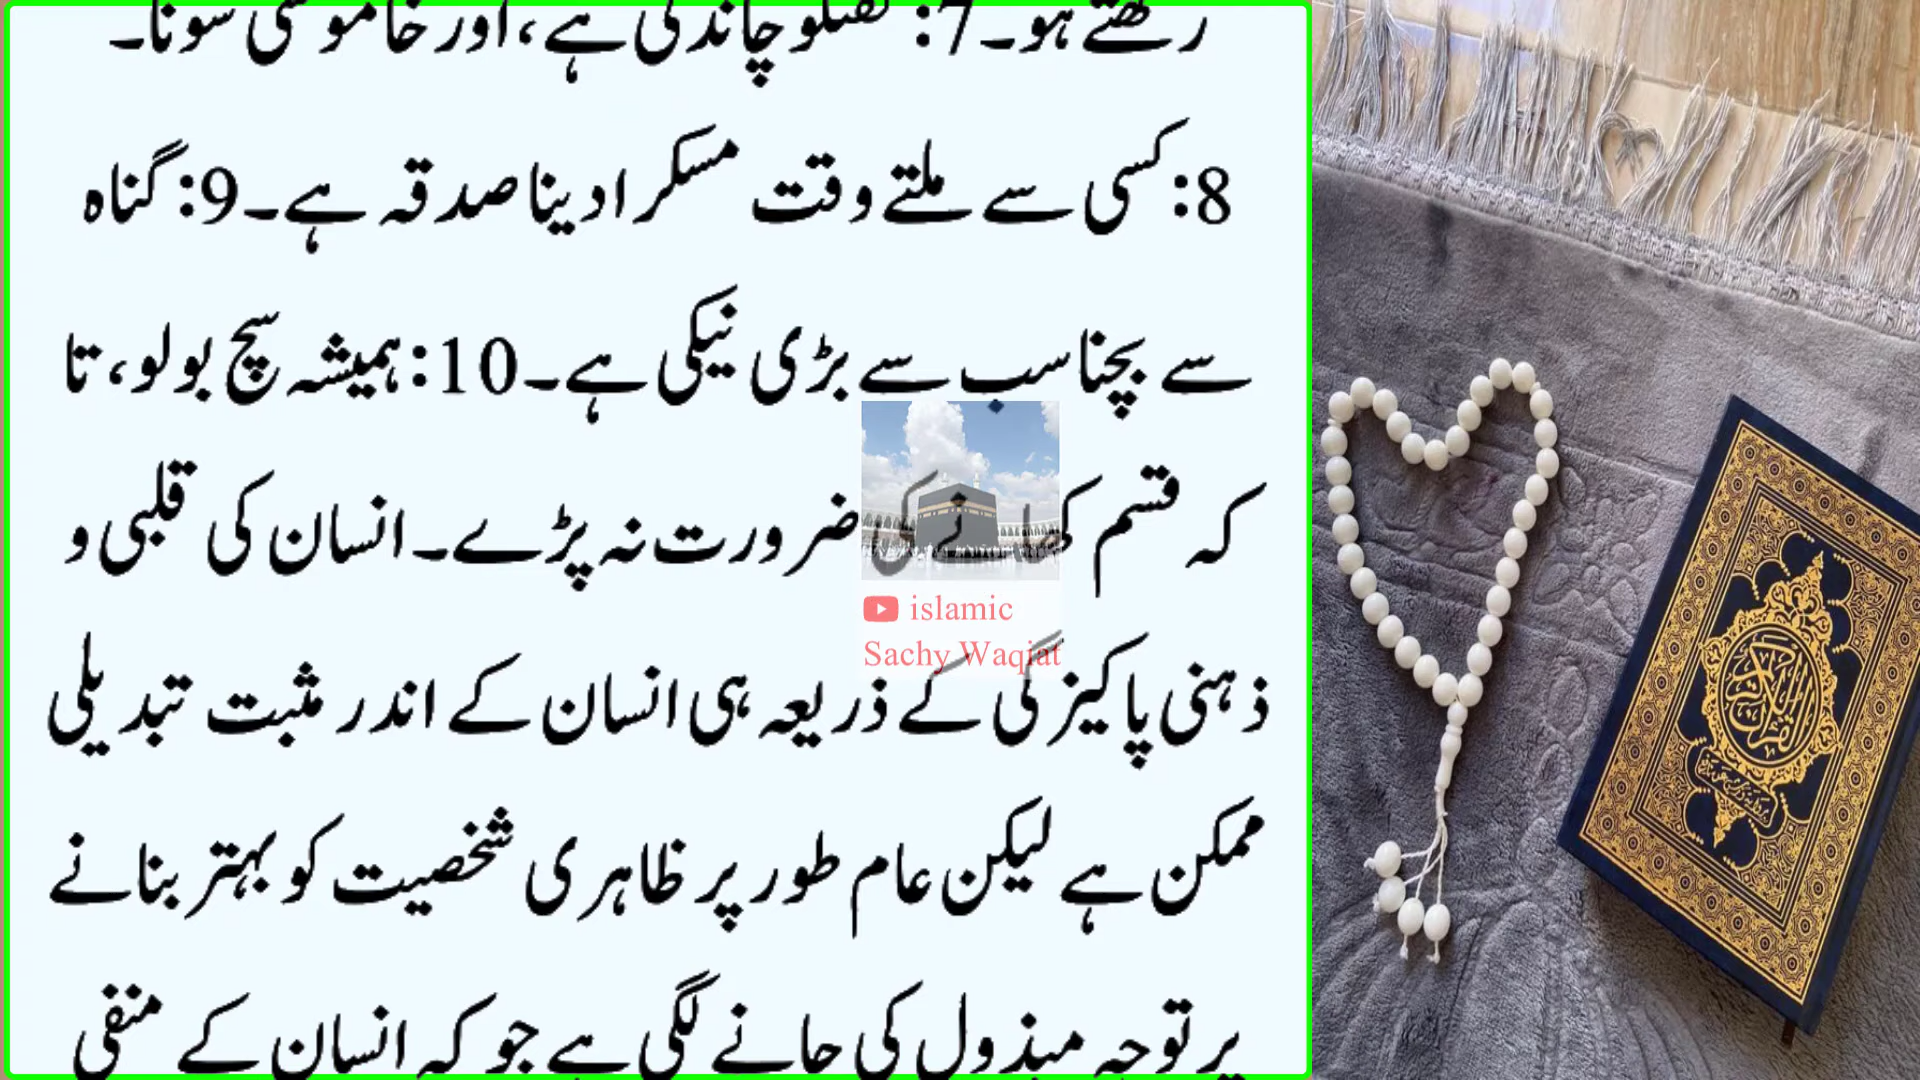 رکھتے ہو۔7: گفتگو چاندی ہے، اور خاموشی سونا۔
8: کسی سے ملتے وقت مسکرا دینا صدقہ ہے۔9: گناہ
سے بچنا سب سے بڑی نیکی ہے۔10: ہمیشہ سچ بولو، تا
کہ قسم کھانے کی ضرورت نہ پڑے۔ انسان کی قلبی و
ذہنی پاکیزگی کے ذریعہ ہی انسان کے اندر مثبت تبدیلی
ممکن ہے لیکن عام طور پر ظاہری شخصیت کو بہتر بنانے
پر توجہ مبذول کی جانے لگی ہے جو کہ انسان کے منفی
islamic
Sachy Waqiat
القرآن الكريم